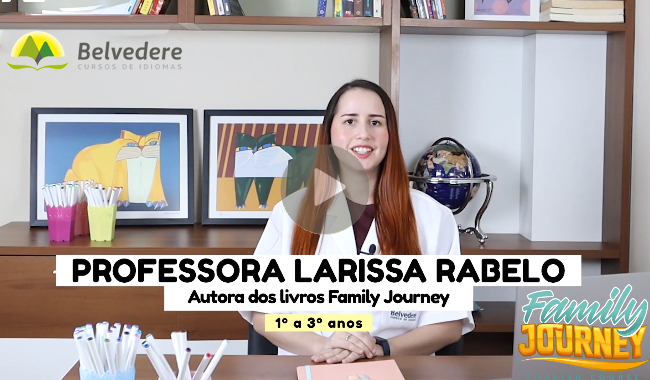 Belvedere
CURSOS DE IDIOMAS
PROFESSORA LARISSA RABELO
Autora dos livros Family Journey
1º a 3º anos
Belvedere
Family
JOURNEY